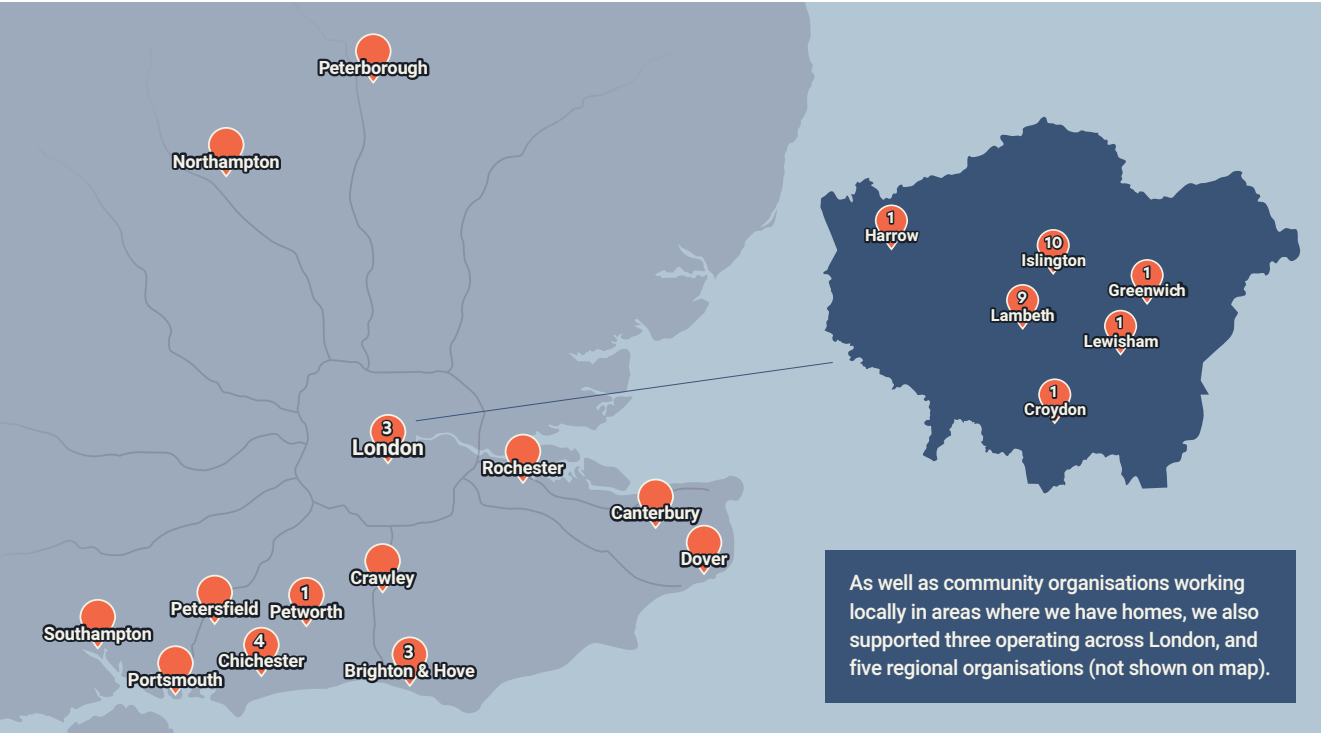 Peterborough
Northampton
3
London
Rochester
Canterbury
Dover
Crawley
Petersfield
1
Petworth
Southampton
4
Chichester
3
Brighton & Hove
Portsmouth
1
Harrow
10
Islington
1
Greenwich
9
Lambeth
1
Lewisham
1
Croydon
As well as community organisations working
locally in areas where we have homes, we also
supported three operating across London, and
five regional organisations (not shown on map).